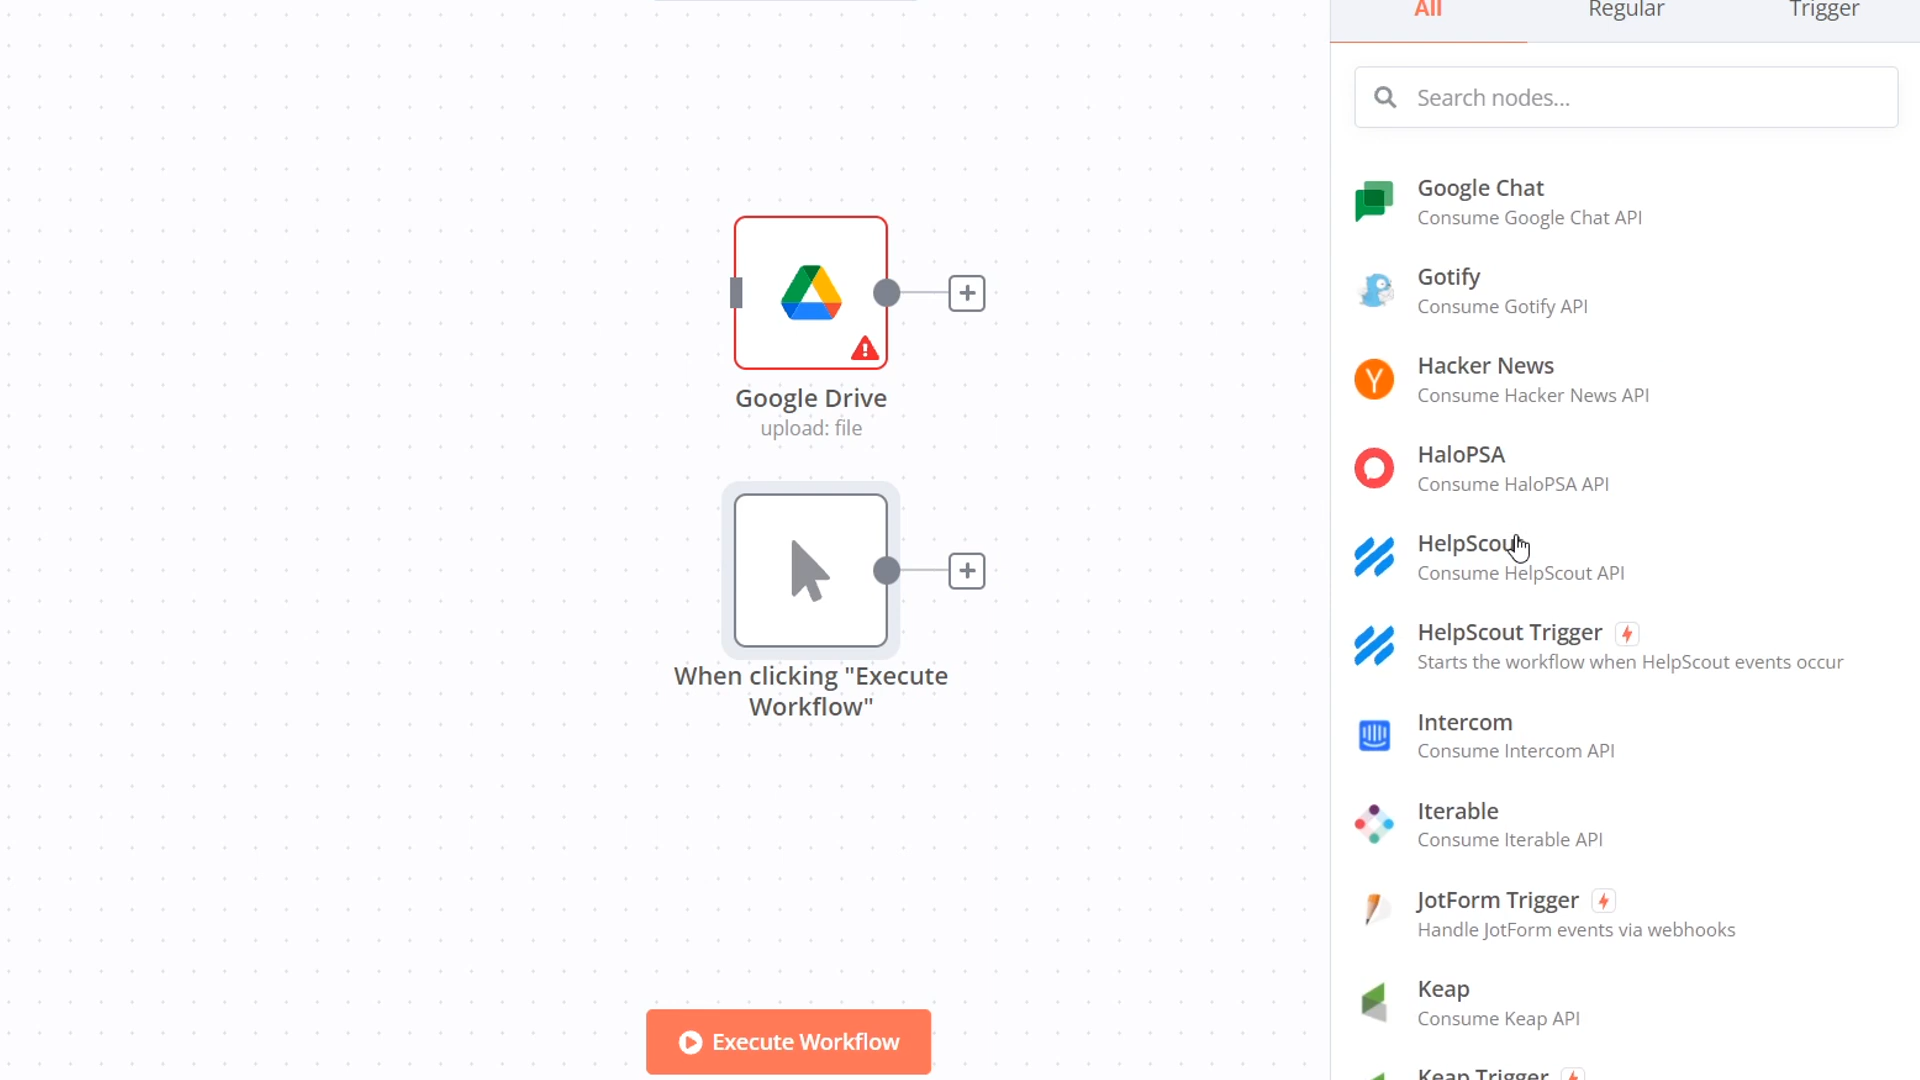 All
Regular
Trigger
Search nodes...
Google Drive
upload: file
When clicking "Execute
Workflow"
Execute Workflow
Google Chat
Consume Google Chat API
Gotify
Consume Gotify API
Hacker News
Consume Hacker News API
HaloPSA
Consume HaloPSA API
HelpScout
Consume HelpScout API
HelpScout Trigger
Starts the workflow when HelpScout events occur
Intercom
Consume Intercom API
Iterable
Consume Iterable API
JotForm Trigger
Handle JotForm events via webhooks
Keap
Consume Keap API
Keap Trigger